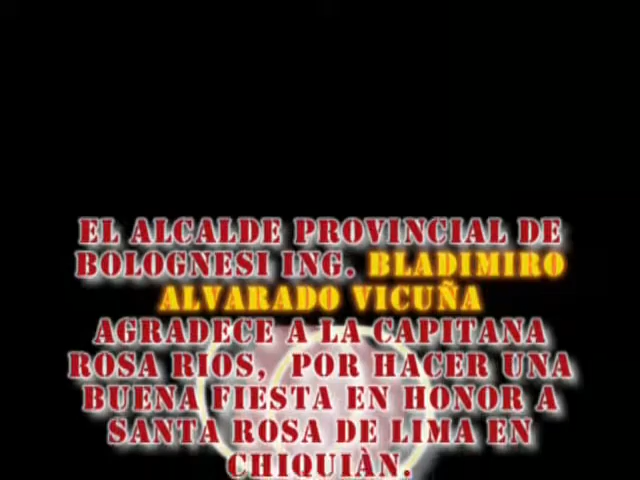 EL ALCALDE PROVINCIAL DE
BOLOGNESI ING. BLADIMIRO
ALVARADO VICUÑA
AGRADECE A LA CAPITANA
ROSA RIOS, POR HACER UNA
BUENA FIESTA EN HONOR A
SANTA ROSA DE LIMA EN
CHIQUIÀN.